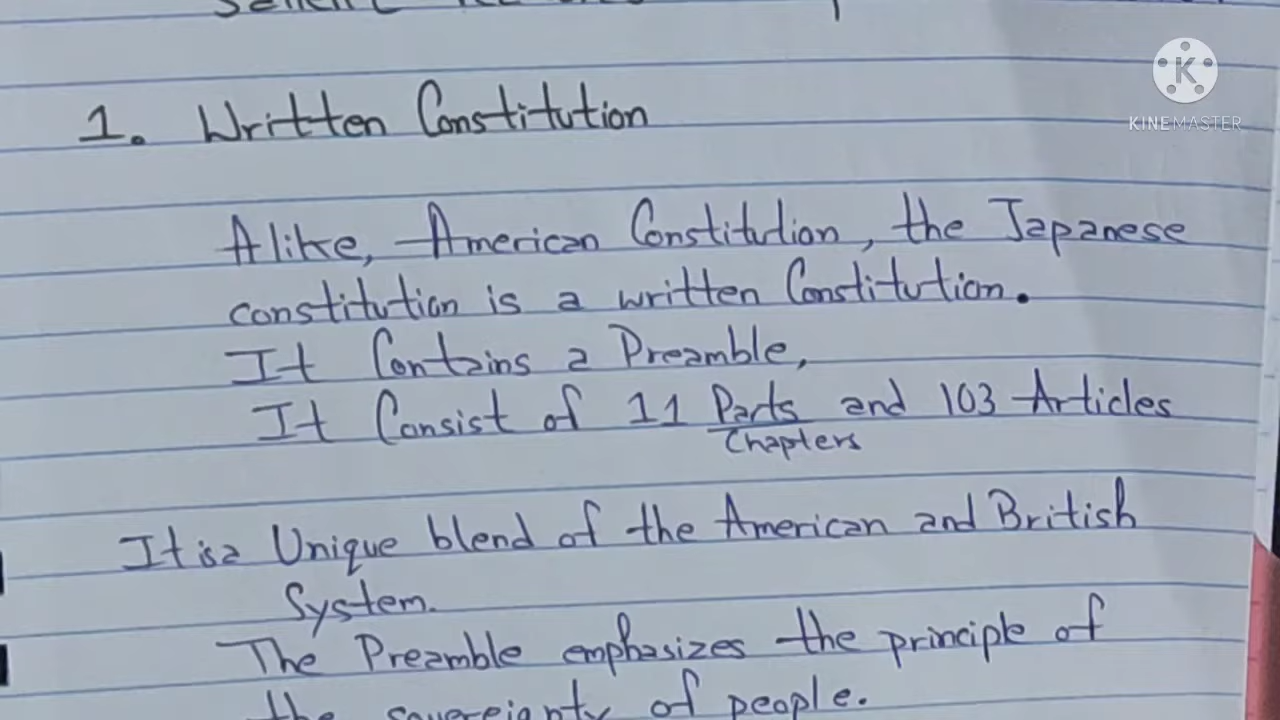 1. Written Constitution
KINEMASTER
Alike, American Constitution, the Japanese
constitution is a written Constitution.
It Contains a Preamble,
It Consist of 11 Parts and 103 Articles
Chapters
It is a Unique blend of the American and British
System.
The Preamble emphasizes the principle of
the sovereignty of people.